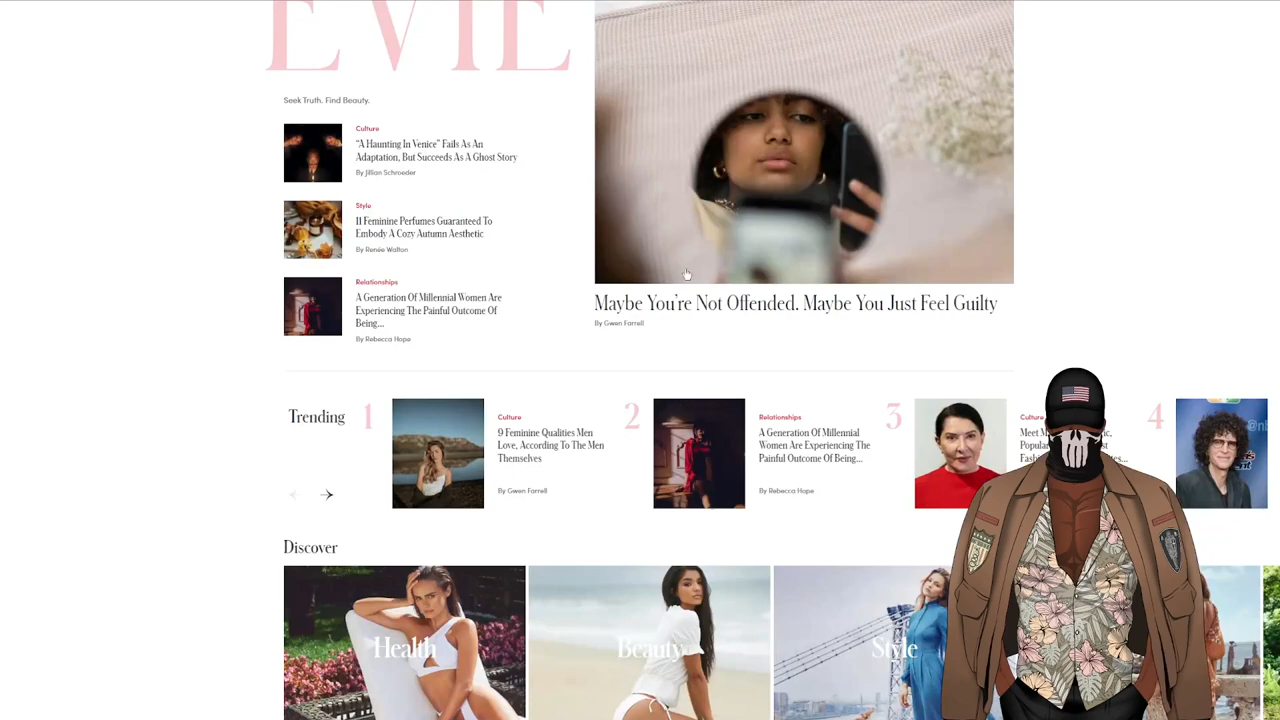 EVIE
Seek Truth. Find Beauty.
Culture
“A Haunting In Venice” Fails As An
Adaptation, But Succeeds As A Ghost Story
By Jillian Schroeder
Style
11 Feminine Perfumes Guaranteed To
Embody A Cozy Autumn Aesthetic
By Renée Walton
Relationships
A Generation Of Millennial Women Are
Experiencing The Painful Outcome Of
Being...
By Rebecca Hope
Maybe You're Not Offended. Maybe You Just Feel Guilty
By Gwen Farrell
Trending
1
Culture
9 Feminine Qualities Men
Love, According To The Men
Themselves
By Gwen Farrell
2
Relationships
A Generation Of Millennial
Women Are Experiencing The
Painful Outcome Of Being...
By Rebecca Hope
3
Culture
Meet
Popular
4
Discover
Health
Beauty
Style